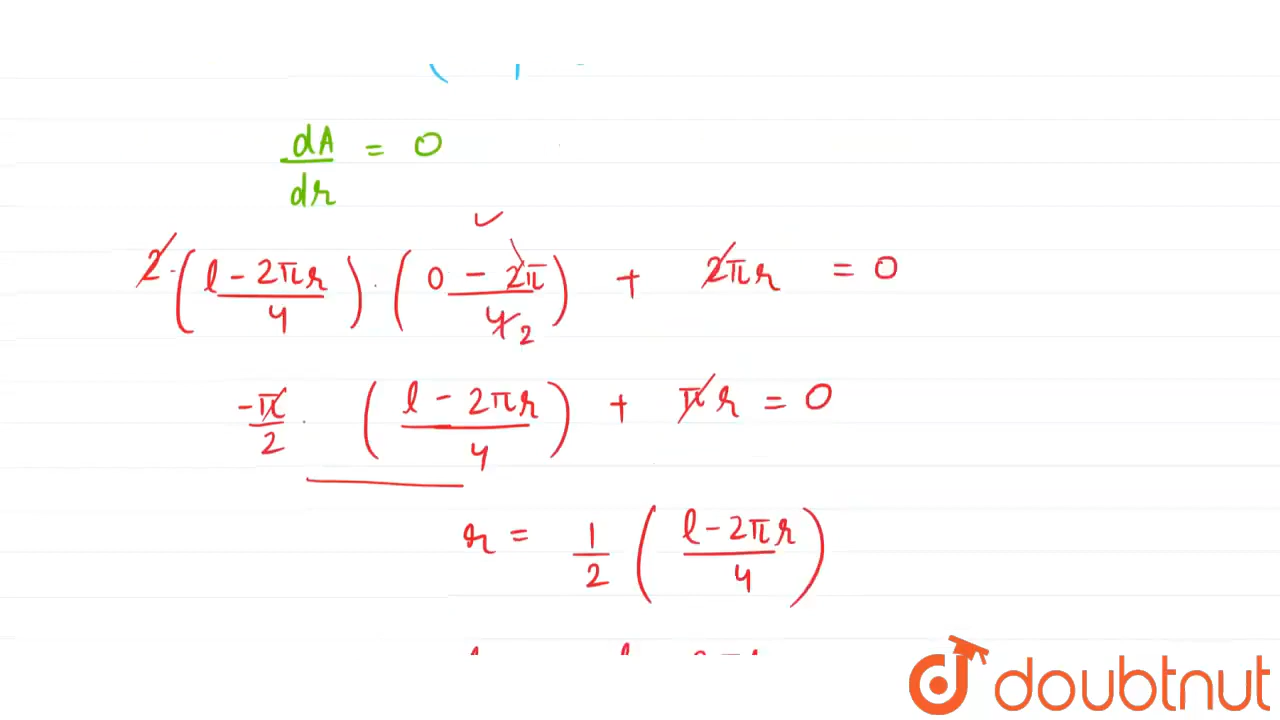 dA/dr = 0
2·((l - 2πr)/4)·((0 - 2π)/4 2) + 2πr = 0
-π/2 · ((l - 2πr)/4) + πr = 0
r = 1/2 ((l - 2πr)/4)
doubtnut